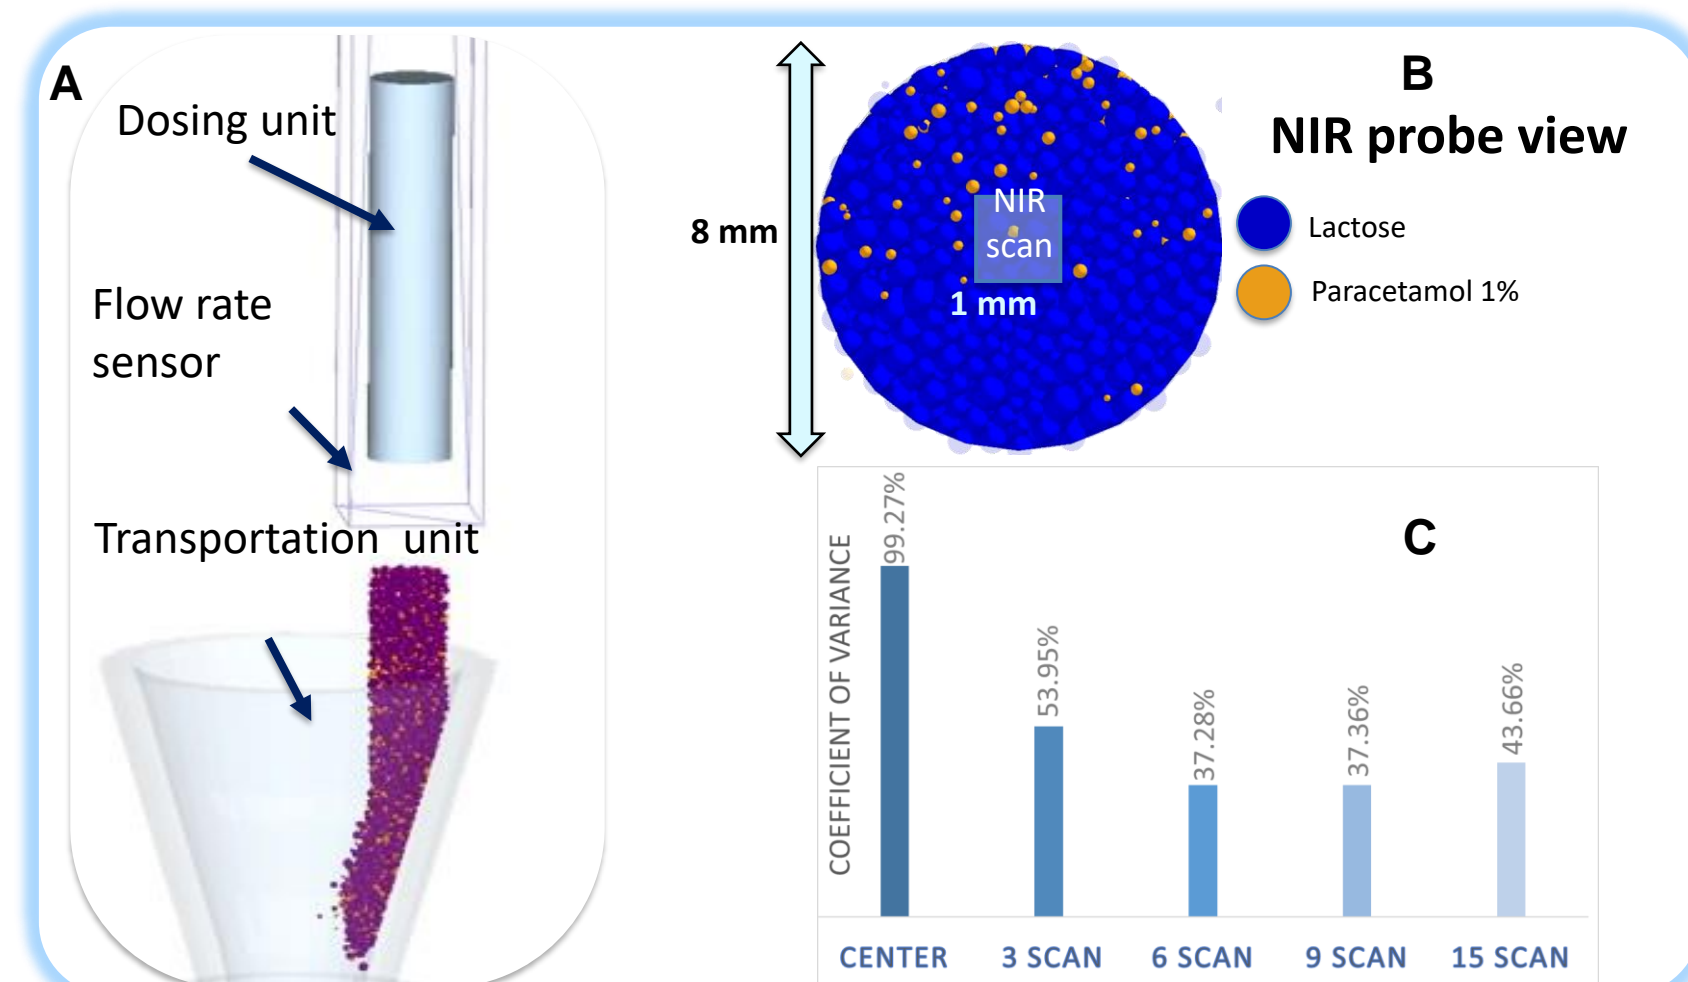 A
Dosing unit
Flow rate
sensor
Transportation unit
8 mm
NIR
scan
1 mm
B
NIR probe view
Lactose
Paracetamol 1%
C
COEFFICIENT OF VARIANCE
99.27%
53.95%
37.28%
37.36%
43.66%
CENTER
3 SCAN
6 SCAN
9 SCAN
15 SCAN